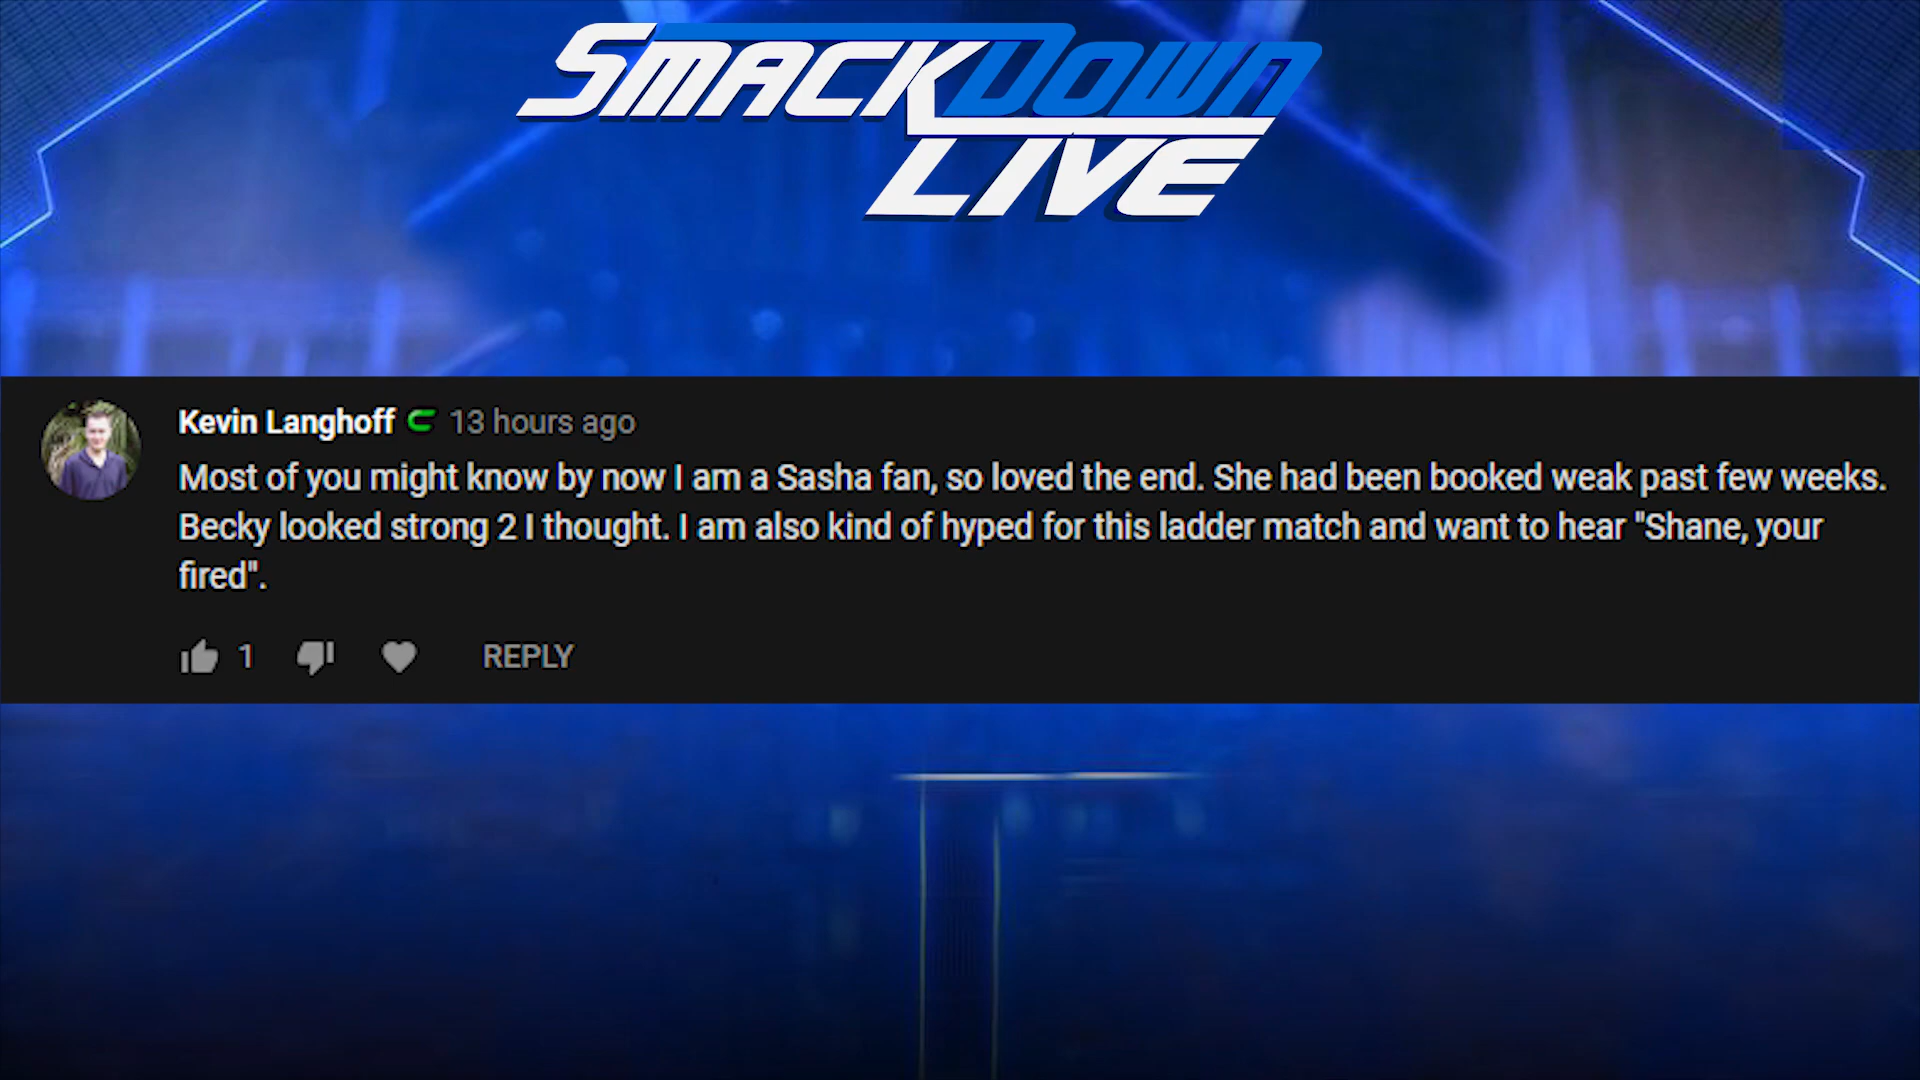 SMACKDOWN
LIVE
Kevin Langhoff 13 hours ago
Most of you might know by now I am a Sasha fan, so loved the end. She had been booked weak past few weeks.
Becky looked strong 2 I thought. I am also kind of hyped for this ladder match and want to hear "Shane, your
fired".
1 REPLY